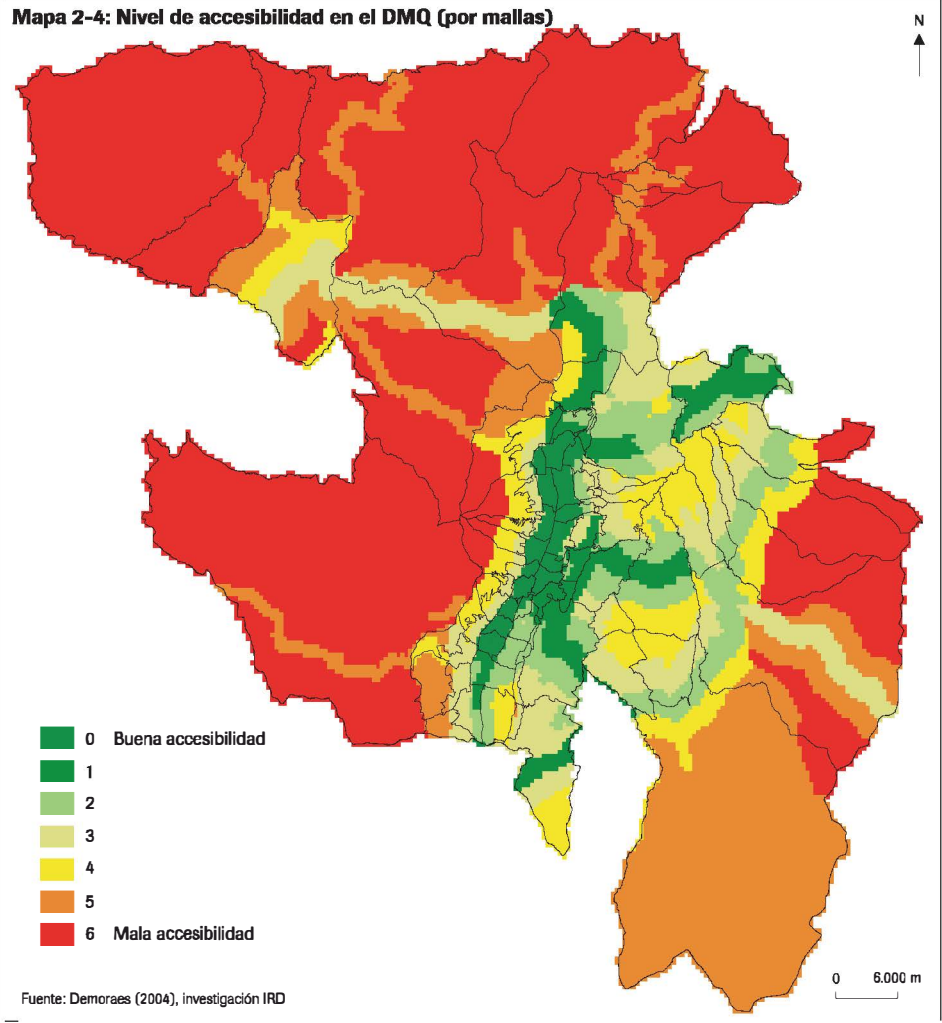 Mapa 2-4: Nivel de accesibilidad en el DMQ (por mallas)
N
0 Buena accesibilidad
1
2
3
4
5
6 Mala accesibilidad
0 6.000 m
Fuente: Demoraes (2004), investigación IRD